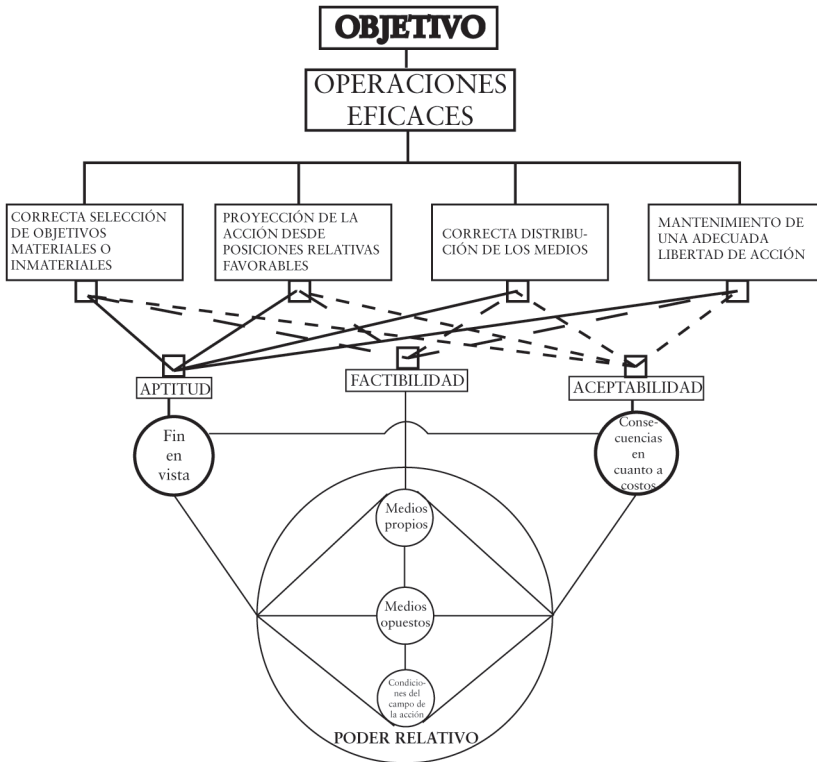 OBJETIVO
OPERACIONES
EFICACES
CORRECTA SELECCIÓN
DE OBJETIVOS
MATERIALES O
INMATERIALES
PROYECCIÓN DE LA
ACCIÓN DESDE
POSICIONES RELATIVAS
FAVORABLES
CORRECTA DISTRIBU-
CIÓN DE LOS MEDIOS
MANTENIMIENTO DE
UNA ADECUADA
LIBERTAD DE ACCIÓN
APTITUD
FACTIBILIDAD
ACEPTABILIDAD
Fin
en
vista
Conse-
cuencias
en
cuanto a
costos
Medios
propios
Medios
opuestos
Condicio-
nes del
campo de
la acción
PODER RELATIVO